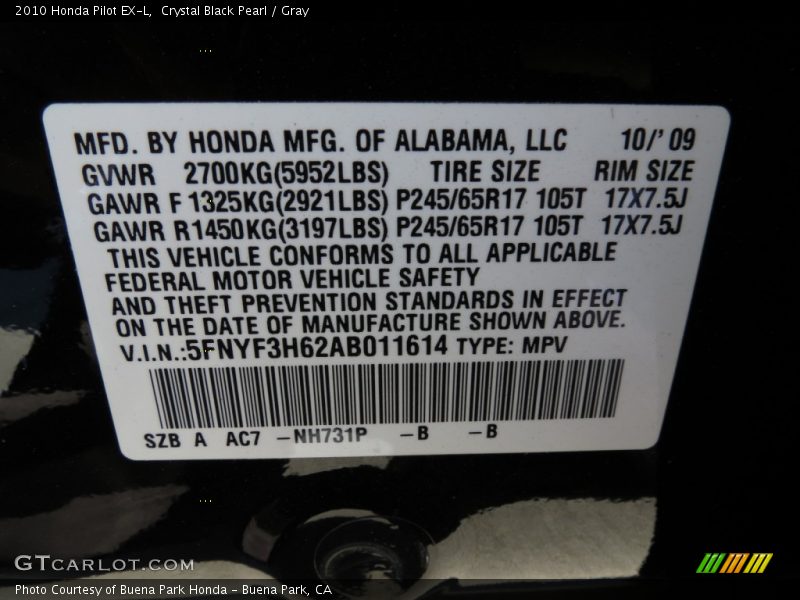 2010 Honda Pilot EX-L,  Crystal Black Pearl / Gray
MFD. BY HONDA MFG. OF ALABAMA, LLC 10/'09
GVWR 2700KG(5952LBS) TIRE SIZE RIM SIZE
GAWR F 1325KG(2921LBS) P245/65R17 105T 17X7.5J
GAWR R 1450KG(3197LBS) P245/65R17 105T 17X7.5J
THIS VEHICLE CONFORMS TO ALL APPLICABLE
FEDERAL MOTOR VEHICLE SAFETY
AND THEFT PREVENTION STANDARDS IN EFFECT
ON THE DATE OF MANUFACTURE SHOWN ABOVE.
V.I.N.:5FNYF3H62AB011614 TYPE: MPV
SZB A AC7 -NH731P -B -B
GTCARLOT.COM
Photo Courtesy of Buena Park Honda - Buena Park, CA